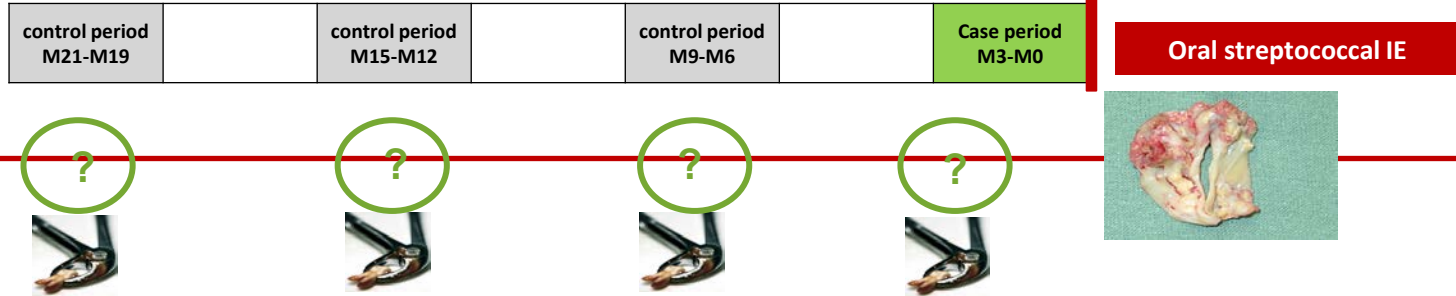 control period
M21-M19
control period
M15-M12
control period
M9-M6
Case period
M3-M0
Oral streptococcal IE
?
?
?
?